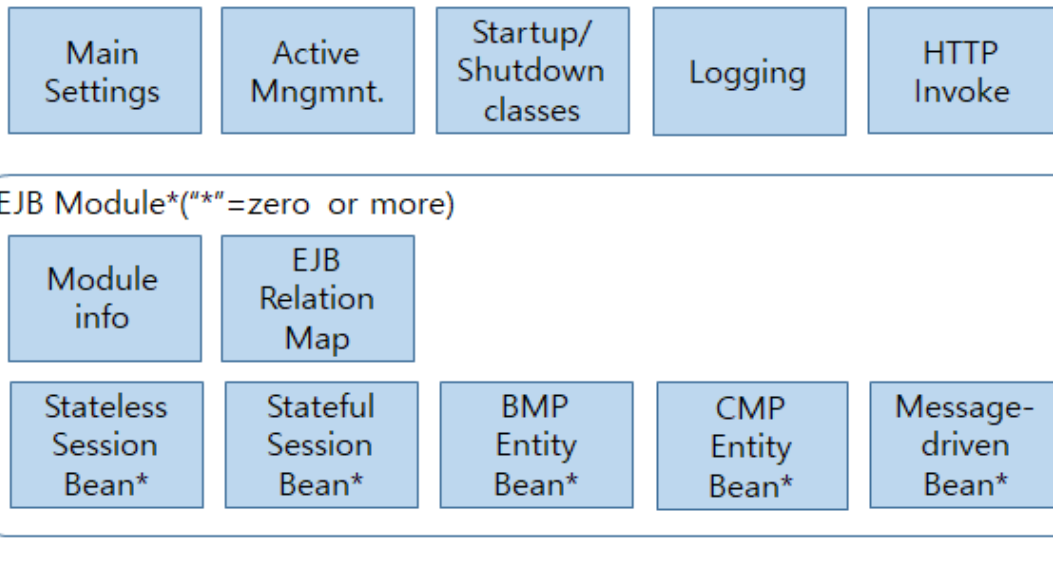 Main
Settings
Active
Mngmnt.
Startup/
Shutdown
classes
Logging
HTTP
Invoke
EJB Module*("*"=zero or more)
Module
info
EJB
Relation
Map
Stateless
Session
Bean*
Stateful
Session
Bean*
BMP
Entity
Bean*
CMP
Entity
Bean*
Message-
driven
Bean*